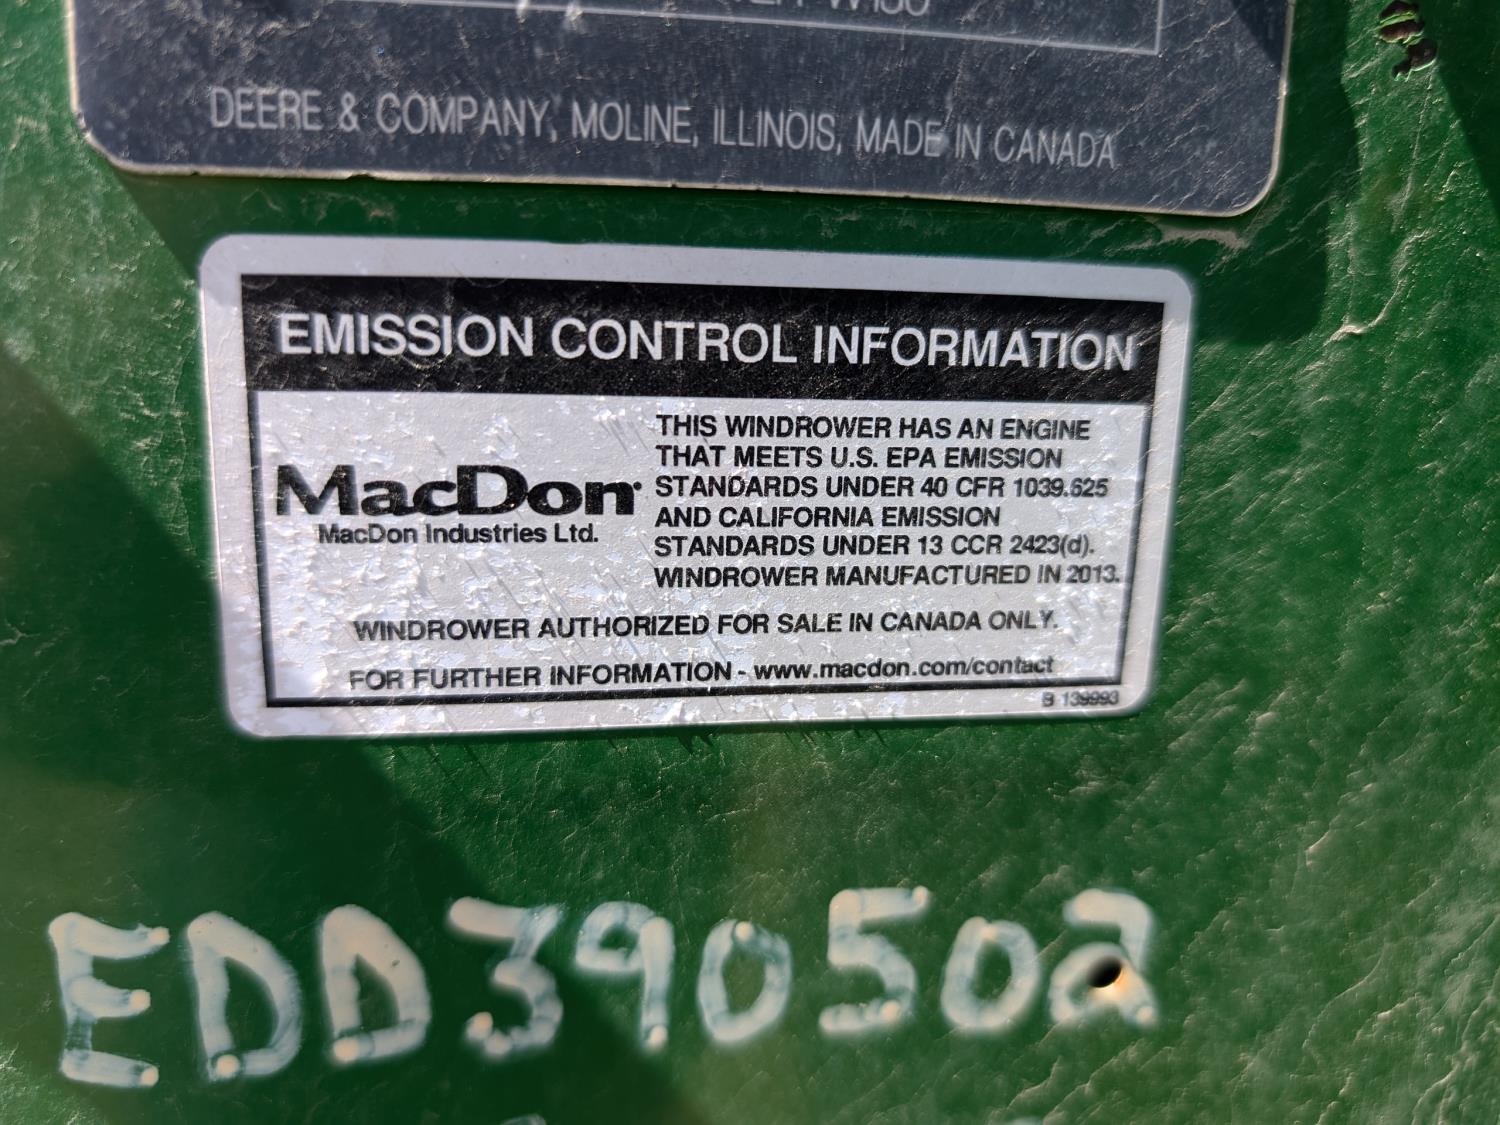 W150
DEERE & COMPANY, MOLINE, ILLINOIS, MADE IN CANADA
EMISSION CONTROL INFORMATION
MacDon
MacDon Industries Ltd.
THIS WINDROWER HAS AN ENGINE
THAT MEETS U.S. EPA EMISSION
STANDARDS UNDER 40 CFR 1039.625
AND CALIFORNIA EMISSION
STANDARDS UNDER 13 CCR 2423(d).
WINDROWER MANUFACTURED IN 2013.
WINDROWER AUTHORIZED FOR SALE IN CANADA ONLY.
FOR FURTHER INFORMATION - www.macdon.com/contact
B 139993
EDD390502